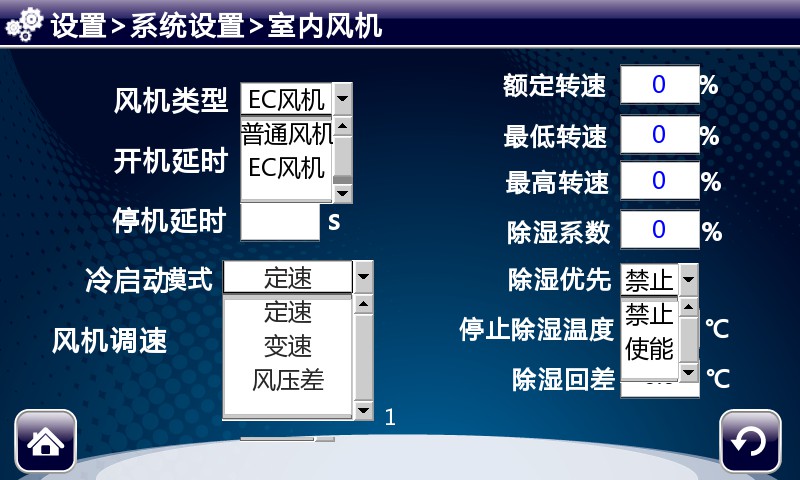 设置>系统设置>室内风机
风机类型 EC风机
普通风机
EC风机
开机延时
停机延时 s
冷启动模式 定速
定速
变速
风压差
风机调速
1
额定转速 0 %
最低转速 0 %
最高转速 0 %
除湿系数 0 %
除湿优先 禁止
禁止
使能
停止除湿温度 ℃
除湿回差 ℃